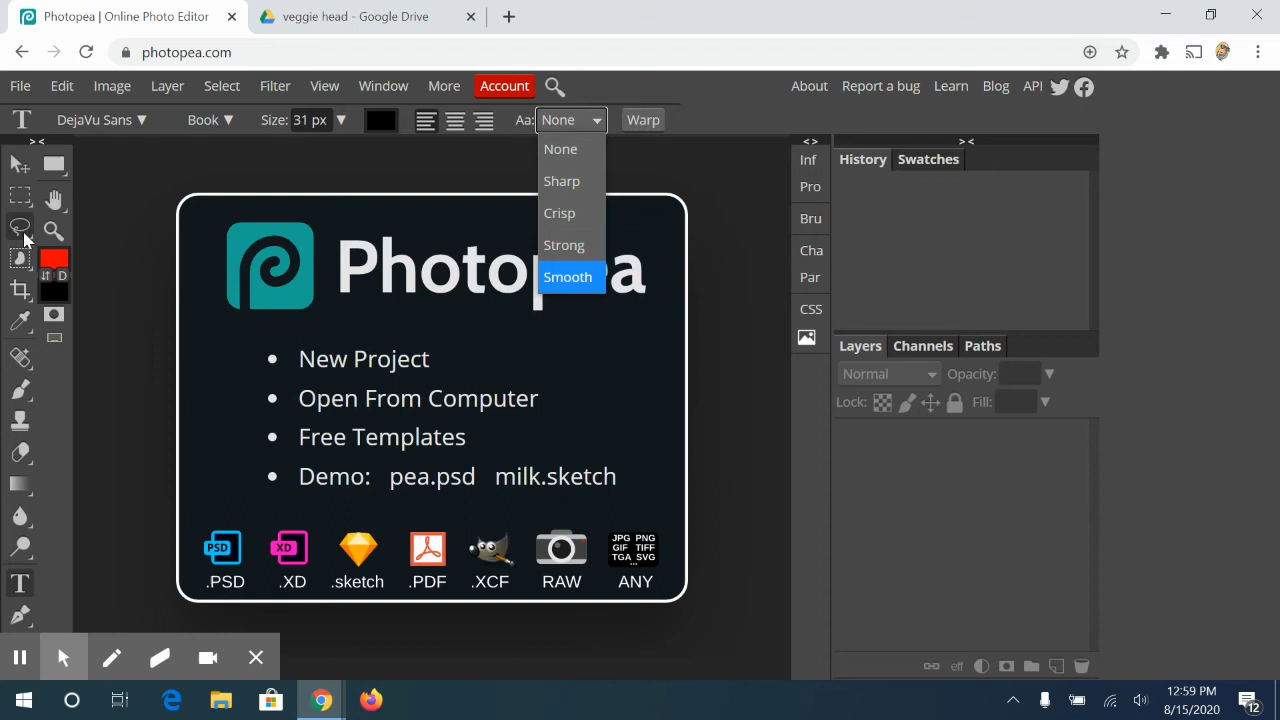 Photopea | Online Photo Editor
veggie head - Google Drive
photopea.com
File Edit Image Layer Select Filter View Window More Account
About Report a bug Learn Blog API
T DejaVu Sans Book Size: 31 px Aa: None Warp
None
Sharp
Crisp
Strong
Smooth
> <
<>
> <
Inf
Pro
Bru
Cha
Par
CSS
History Swatches
D
Photopea
New Project
Open From Computer
Free Templates
Demo: pea.psd milk.sketch
PSD XD JPG PNG
GIF TIFF
TGA SVG
...
.PSD .XD .sketch .PDF .XCF RAW ANY
Layers Channels Paths
Normal Opacity:
Lock: Fill:
eff
T
12:59 PM
8/15/2020
12